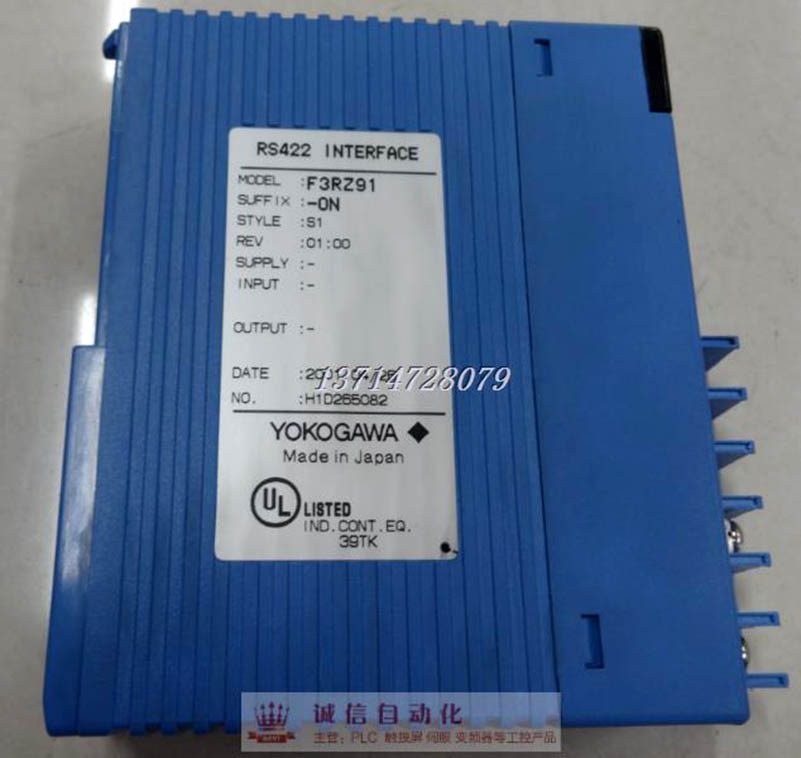 RS422 INTERFACE
MODEL :F3RZ91
SUFFIX :-0N
STYLE :S1
REV :01:00
SUPPLY :-
INPUT :-
OUTPUT :-
DATE
13714728079
NO. :H1D265082
YOKOGAWA
Made in Japan
UL LISTED
IND.CONT.EQ.
39TK
诚信自动化
主营:PLC 触摸屏 伺服 变频器等工控产品